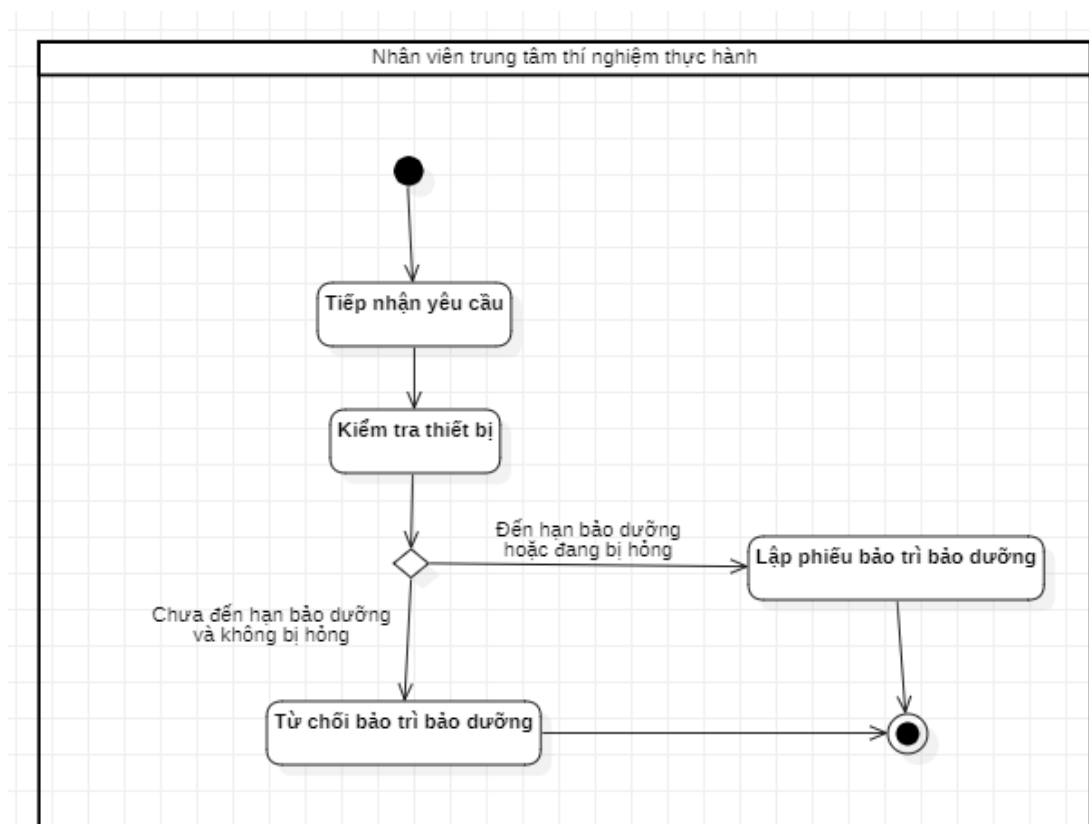 Nhân viên trung tâm thí nghiệm thực hành
Tiếp nhận yêu cầu
Kiểm tra thiết bị
Đến hạn bảo dưỡng
hoặc đang bị hỏng
Lập phiếu bảo trì bảo dưỡng
Chưa đến hạn bảo dưỡng
và không bị hỏng
Từ chối bảo trì bảo dưỡng